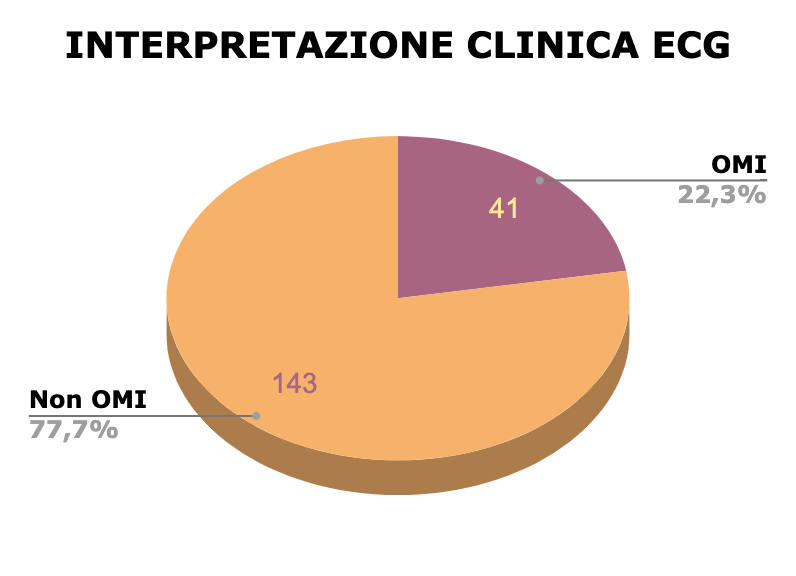 INTERPRETAZIONE CLINICA ECG
OMI
22,3%
41
143
Non OMI
77,7%